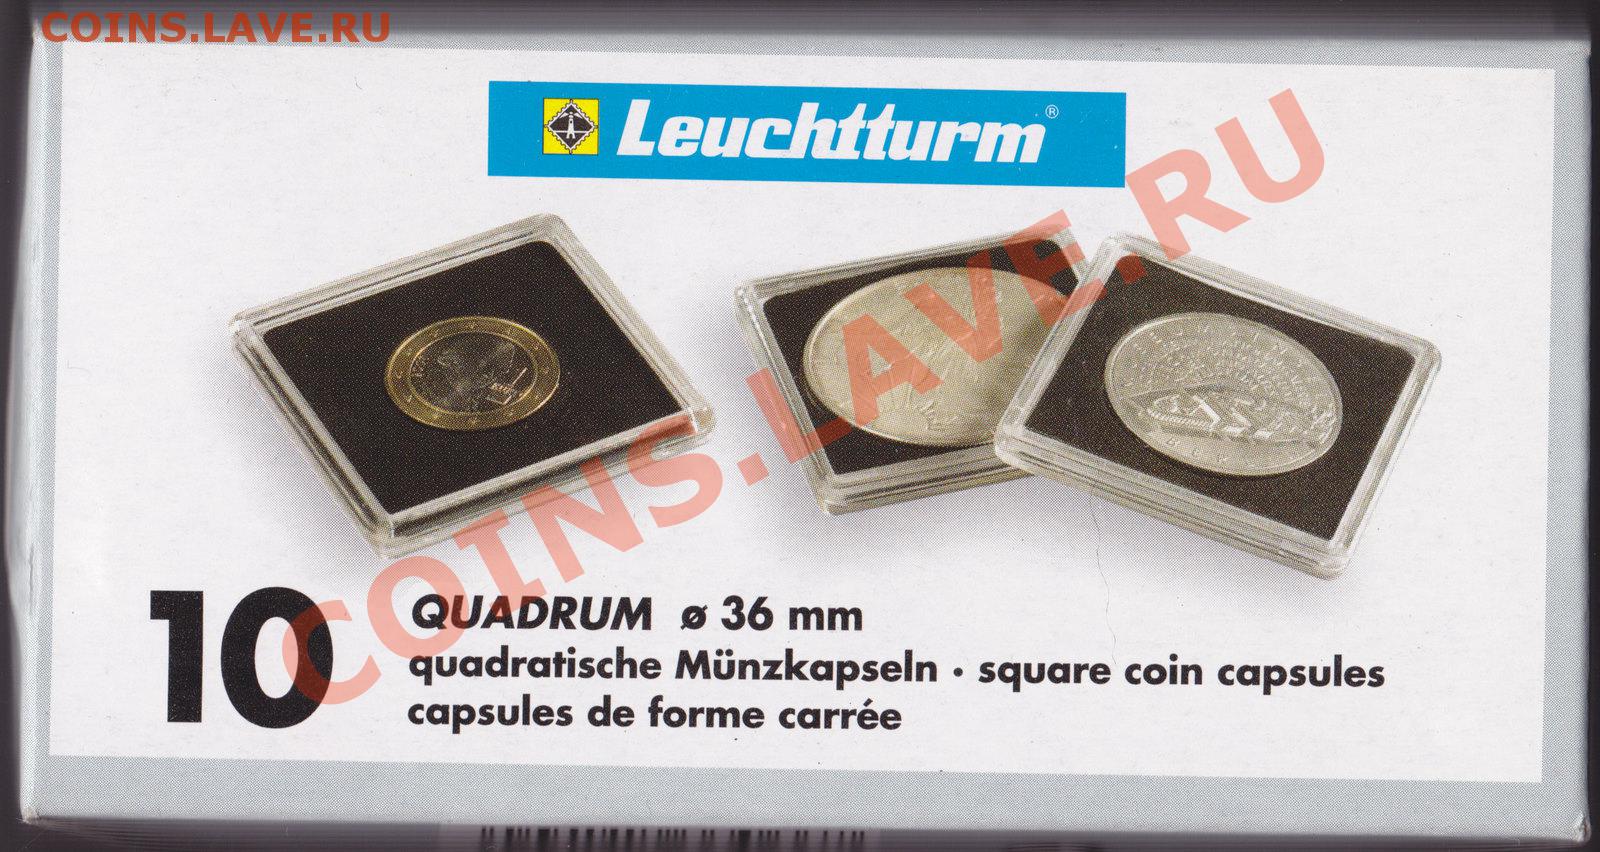 COINS.LAVE.RU
Leuchtturm®
COINS.LAVE.RU
10
QUADRUM ø 36 mm
quadratische Münzkapseln • square coin capsules
capsules de forme carrée